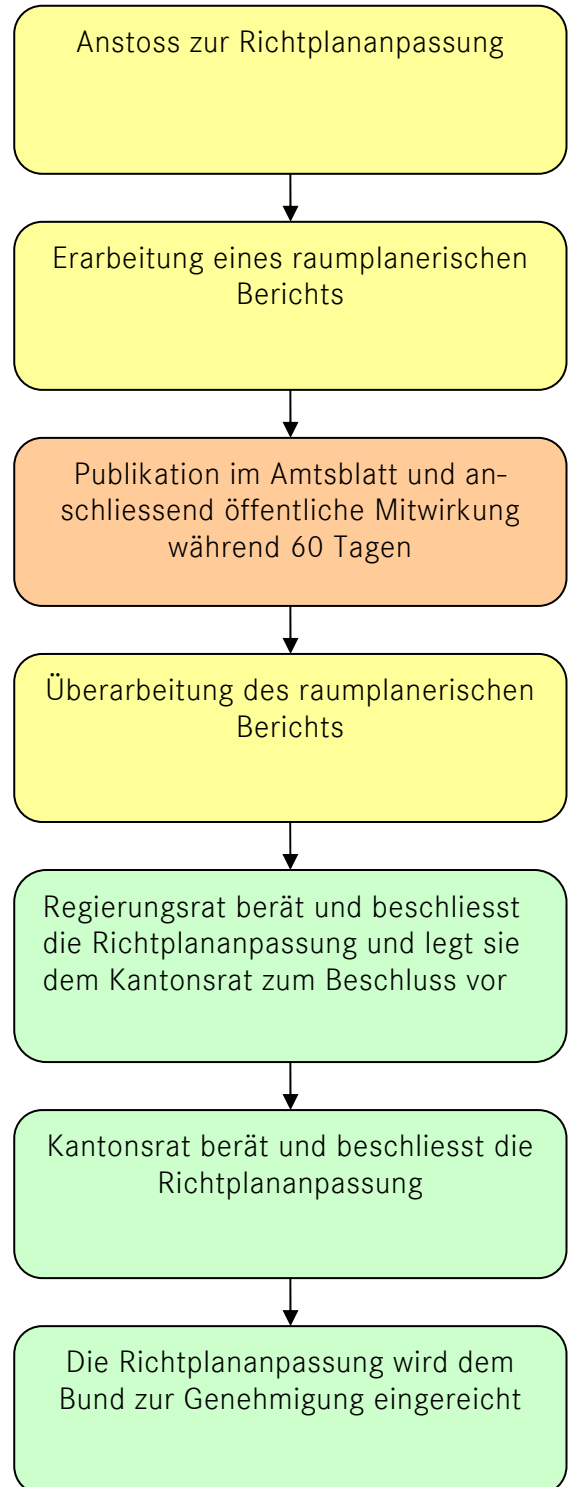 Anstoss zur Richtplananpassung
Erarbeitung eines raumplanerischen
Berichts
Publikation im Amtsblatt und an-
schliessend öffentliche Mitwirkung
während 60 Tagen
Überarbeitung des raumplanerischen
Berichts
Regierungsrat berät und beschliesst
die Richtplananpassung und legt sie
dem Kantonsrat zum Beschluss vor
Kantonsrat berät und beschliesst die
Richtplananpassung
Die Richtplananpassung wird dem
Bund zur Genehmigung eingereicht